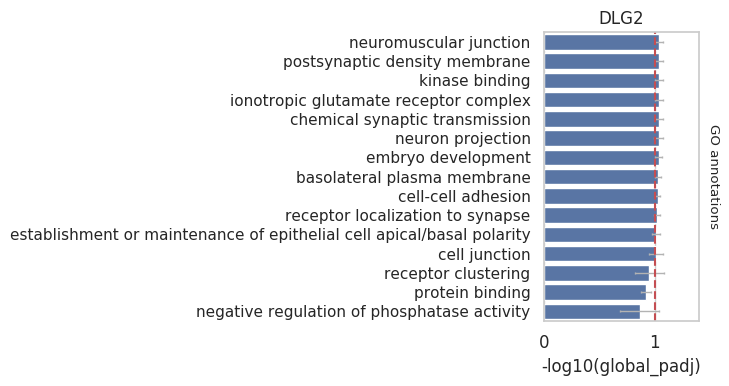 DLG2
neuromuscular junction
postsynaptic density membrane
kinase binding
ionotropic glutamate receptor complex
chemical synaptic transmission
neuron projection
embryo development
basolateral plasma membrane
cell-cell adhesion
receptor localization to synapse
establishment or maintenance of epithelial cell apical/basal polarity
cell junction
receptor clustering
protein binding
negative regulation of phosphatase activity
GO annotations
0 1
-log10(global_padj)